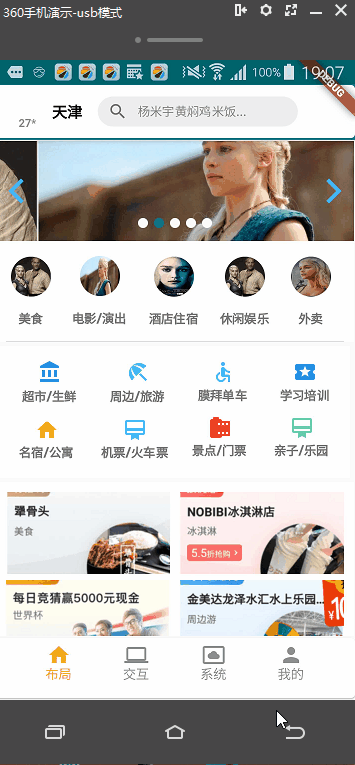 360手机演示-usb模式
100% 19:07
DEBUG
27° 天津 杨米宇黄焖鸡米饭...
美食 电影/演出 酒店住宿 休闲娱乐 外卖
超市/生鲜 周边/旅游 膜拜单车 学习培训
名宿/公寓 机票/火车票 景点/门票 亲子/乐园
犟骨头
美食
NOBIBI冰淇淋店
冰淇淋
5.5折抢购
每日竞猜赢5000元现金
世界杯
金美达龙泽水汇水上乐园...
周边游
布局 交互 系统 我的